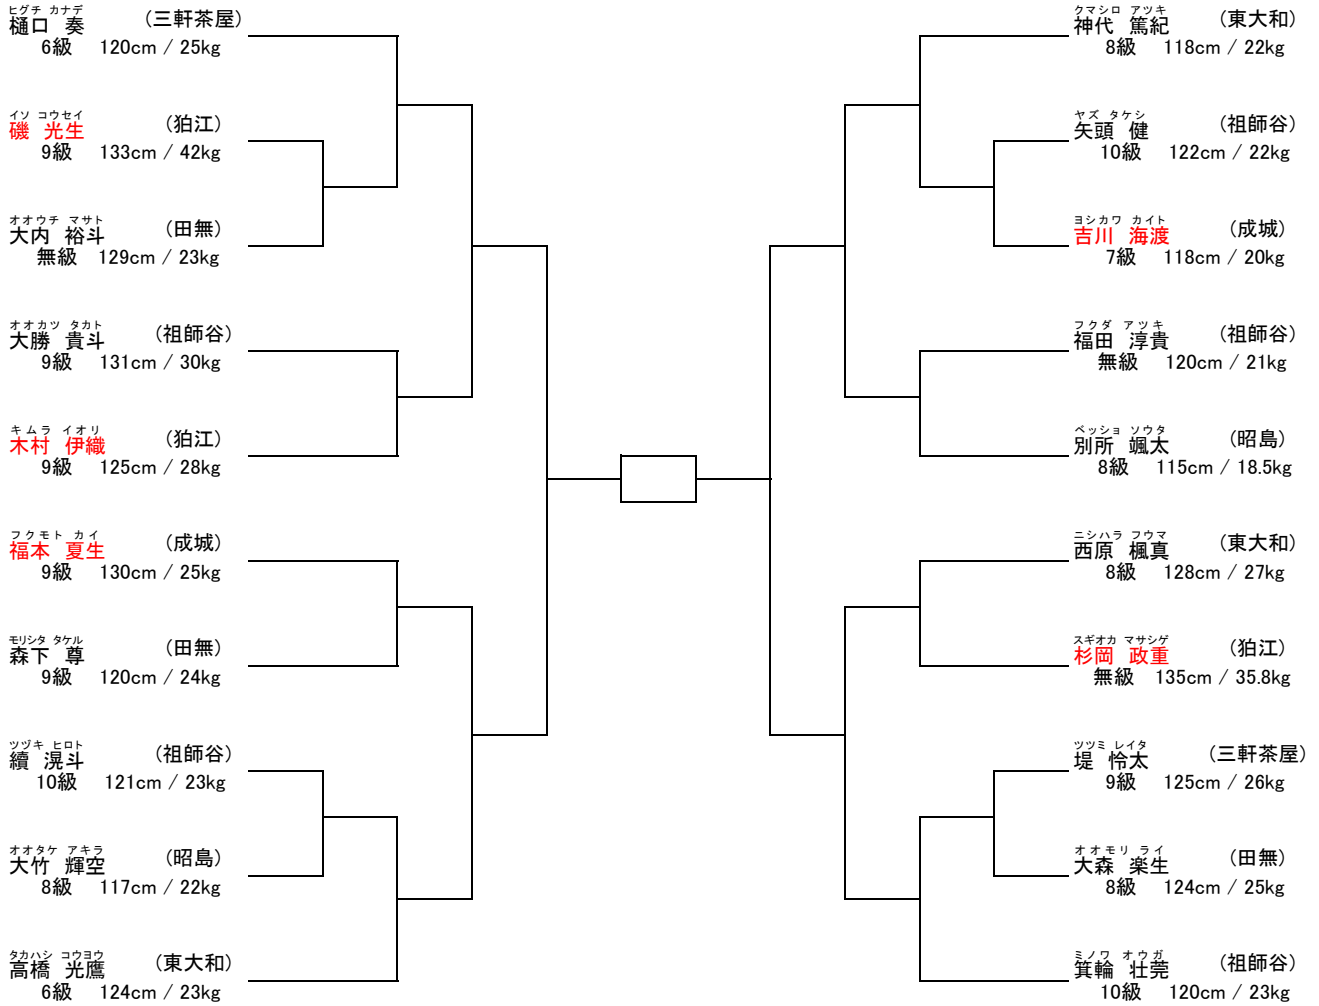 ヒグチ カナデ
樋口 奏 (三軒茶屋)
6級 120cm / 25kg
イソ コウセイ
磯 光生 (狛江)
9級 133cm / 42kg
オオウチ マサト
大内 裕斗 (田無)
無級 129cm / 23kg
オオカツ タカト
大勝 貴斗 (祖師谷)
9級 131cm / 30kg
キムラ イオリ
木村 伊織 (狛江)
9級 125cm / 28kg
フクモト カイ
福本 夏生 (成城)
9級 130cm / 25kg
モリシタ タケル
森下 尊 (田無)
9級 120cm / 24kg
ツヅキ ヒロト
續 滉斗 (祖師谷)
10級 121cm / 23kg
オオタケ アキラ
大竹 輝空 (昭島)
8級 117cm / 22kg
タカハシ コウヨウ
高橋 光鷹 (東大和)
6級 124cm / 23kg
クマシロ アツキ
神代 篤紀 (東大和)
8級 118cm / 22kg
ヤズ タケシ
矢頭 健 (祖師谷)
10級 122cm / 22kg
ヨシカワ カイト
吉川 海渡 (成城)
7級 118cm / 20kg
フクダ アツキ
福田 淳貴 (祖師谷)
無級 120cm / 21kg
ベッショ ソウタ
別所 颯太 (昭島)
8級 115cm / 18.5kg
ニシハラ フウマ
西原 楓真 (東大和)
8級 128cm / 27kg
スギオカ マサシゲ
杉岡 政重 (狛江)
無級 135cm / 35.8kg
ツツミ レイタ
堤 怜太 (三軒茶屋)
9級 125cm / 26kg
オオモリ ライ
大森 楽生 (田無)
8級 124cm / 25kg
ミノワ オウガ
箕輪 壮莞 (祖師谷)
10級 120cm / 23kg